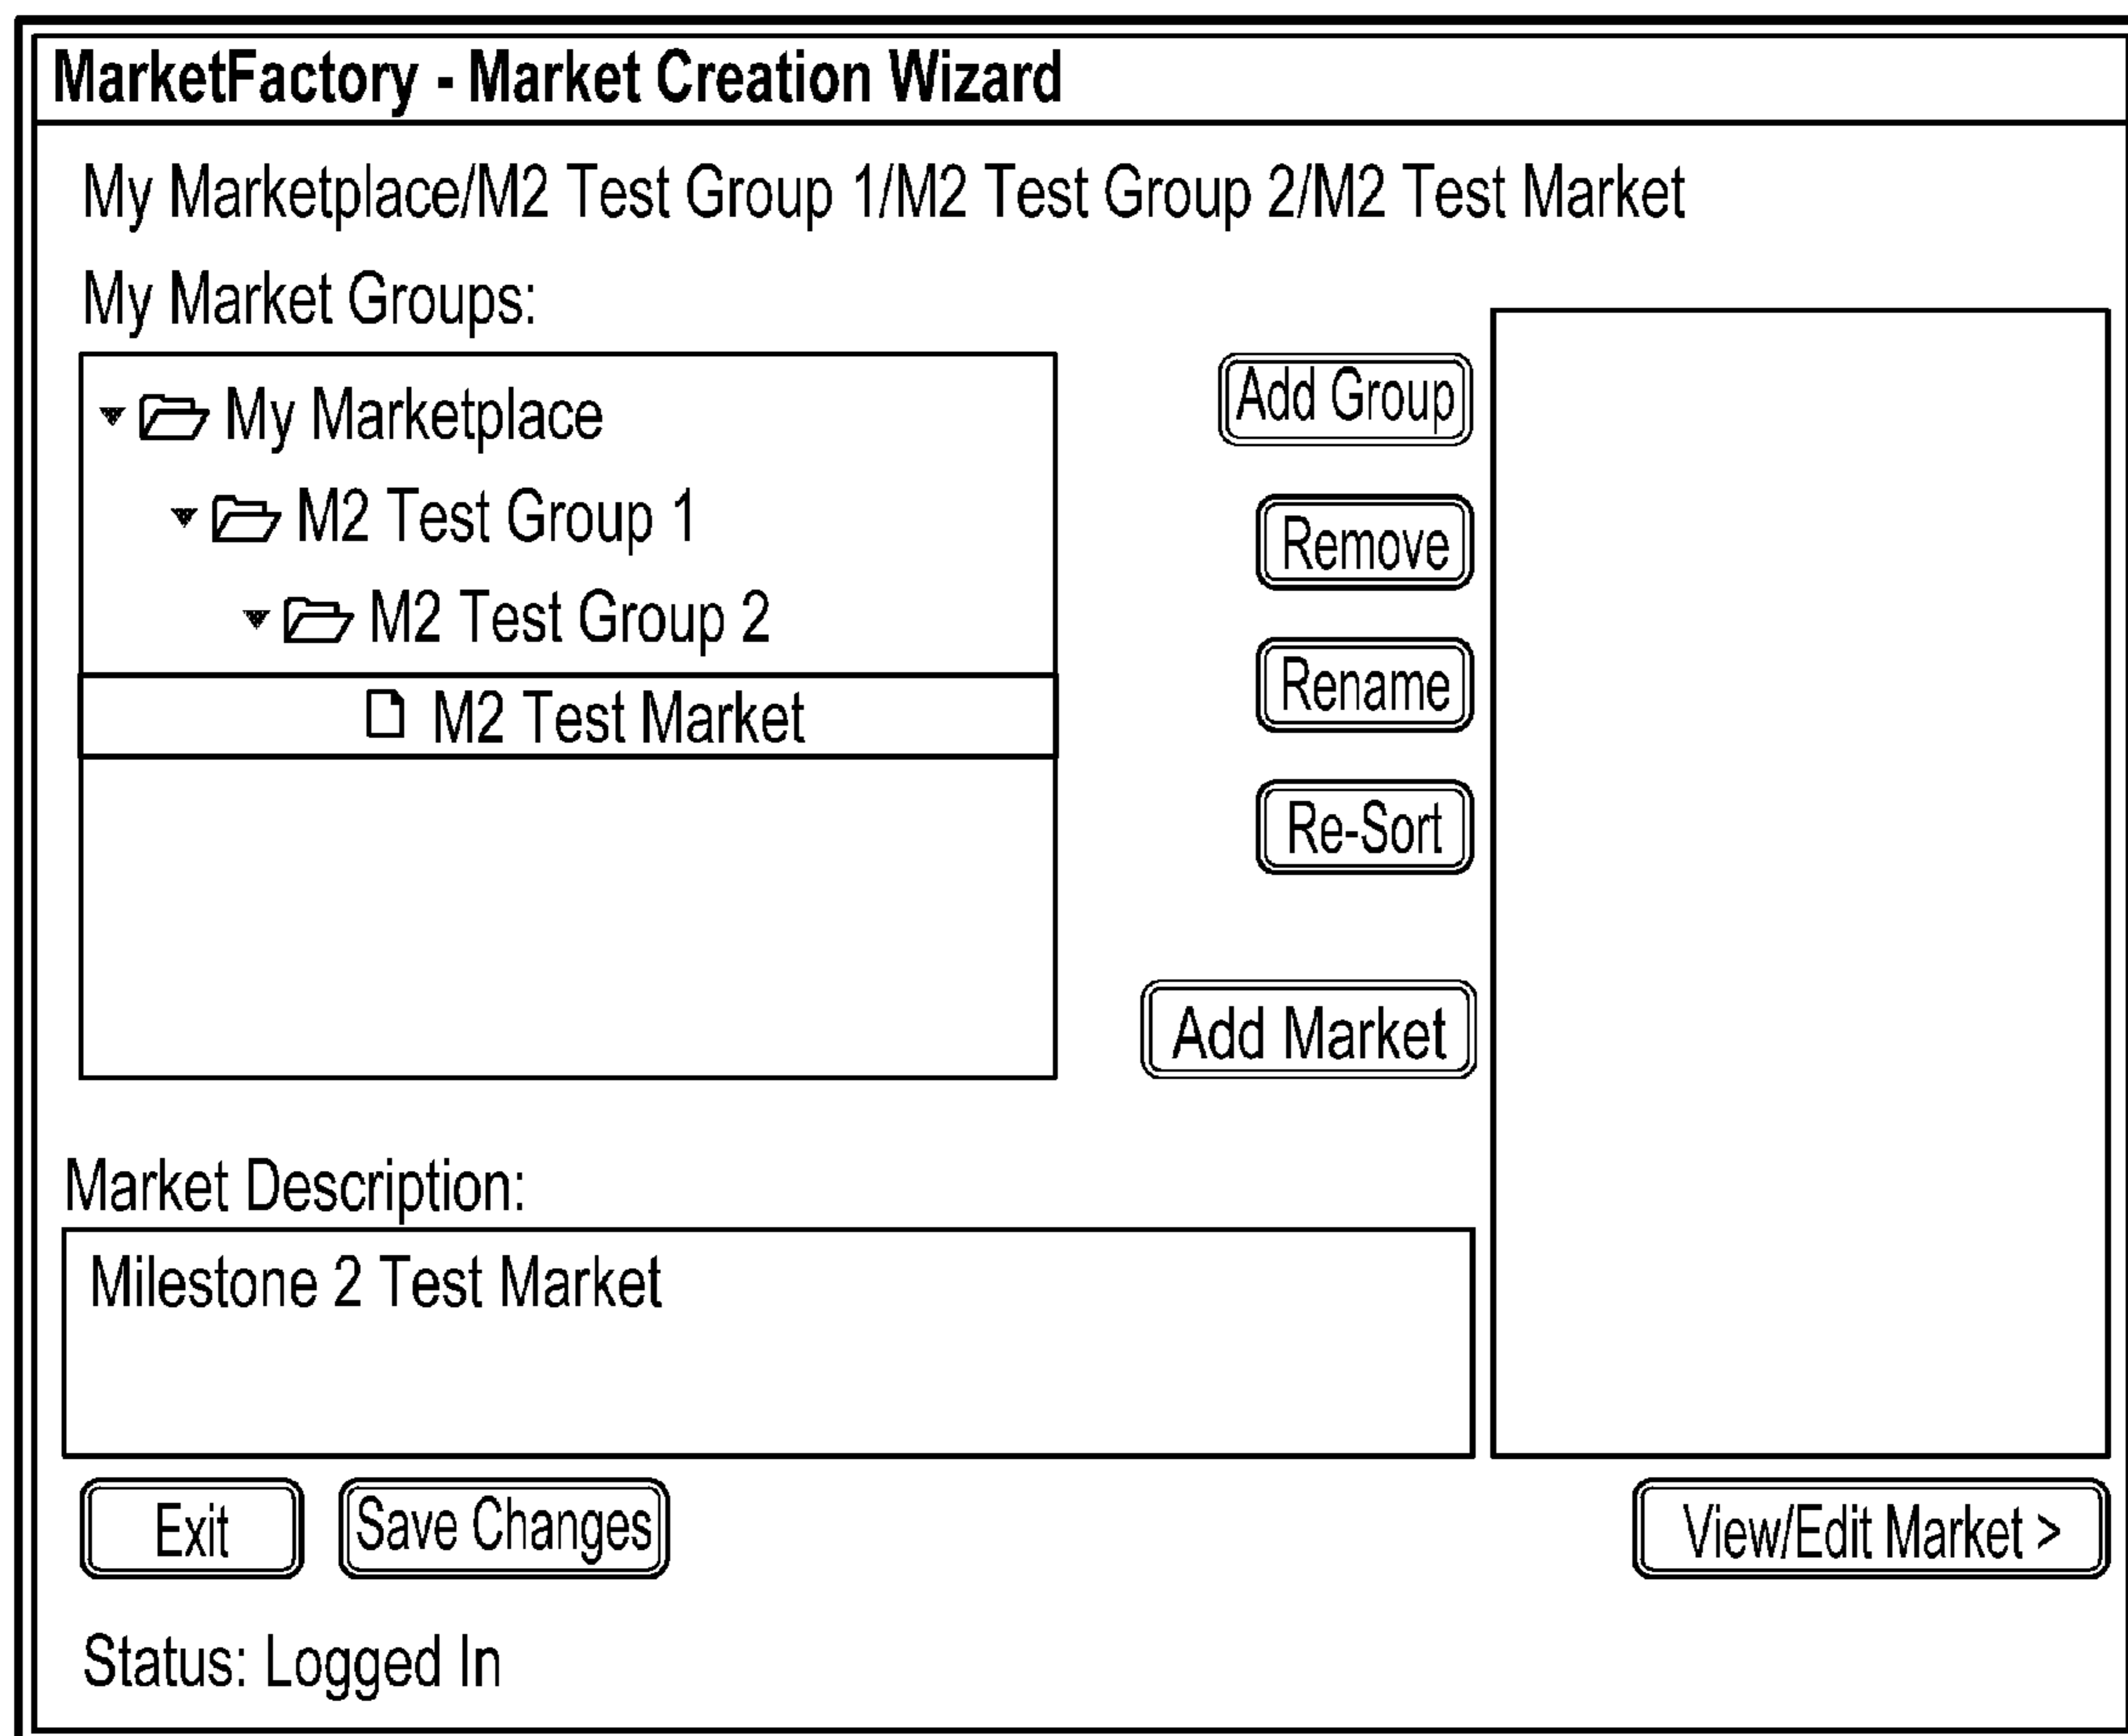 MarketFactory - Market Creation Wizard
My Marketplace/M2 Test Group 1/M2 Test Group 2/M2 Test Market
My Market Groups:
My Marketplace
M2 Test Group 1
M2 Test Group 2
M2 Test Market
Add Group
Remove
Rename
Re-Sort
Add Market
Market Description:
Milestone 2 Test Market
Exit
Save Changes
View/Edit Market >
Status: Logged In